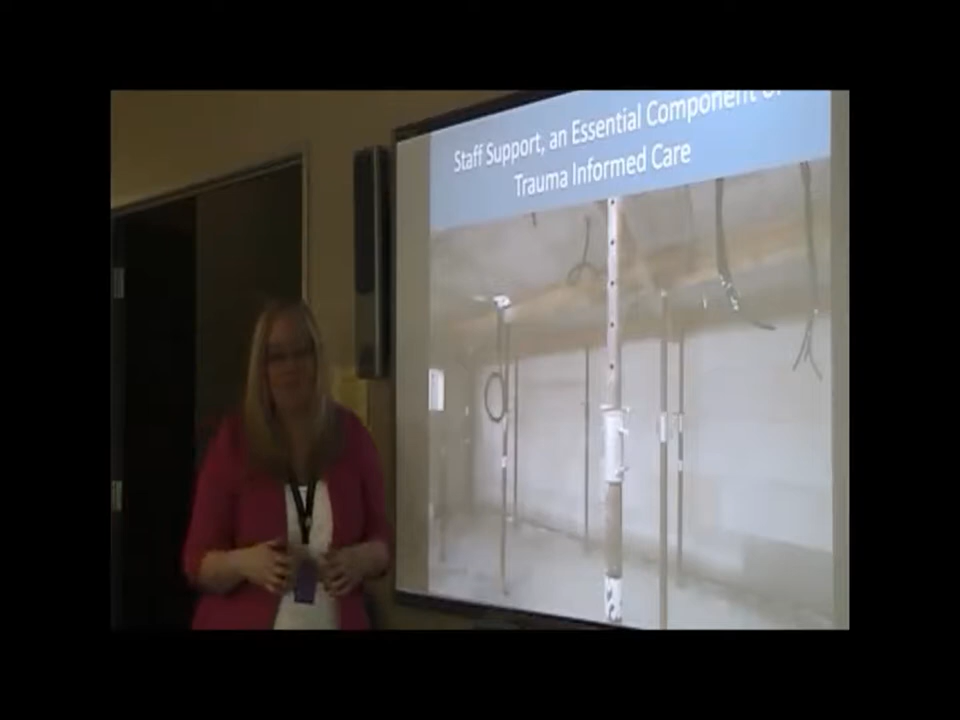 Staff Support, an Essential Component
Trauma Informed Care